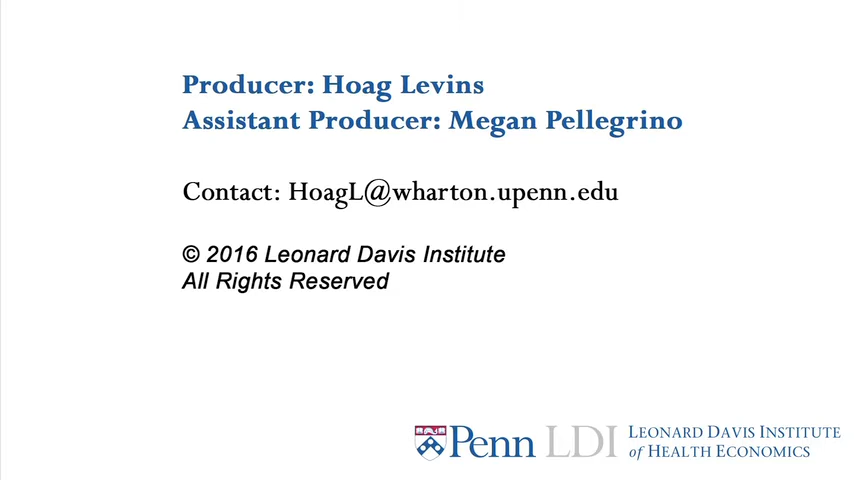 Producer: Hoag Levins
Assistant Producer: Megan Pellegrino
Contact: HoagL@wharton.upenn.edu
© 2016 Leonard Davis Institute
All Rights Reserved
Penn LDI
LEONARD DAVIS INSTITUTE
of HEALTH ECONOMICS